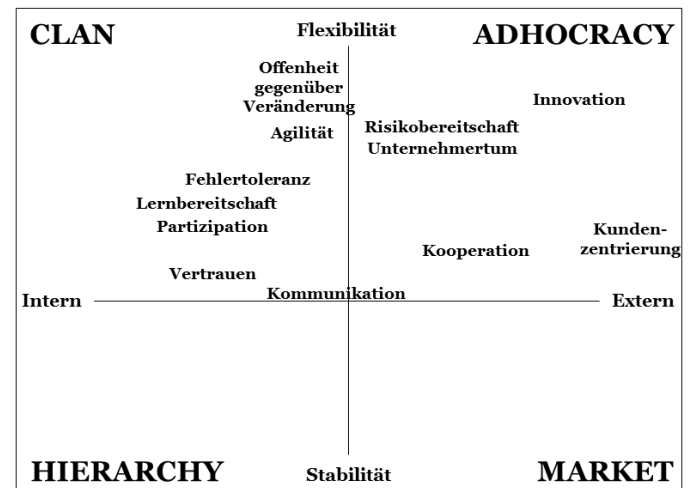 CLAN
Flexibilität
ADHOCRACY
Offenheit
gegenüber
Veränderung
Innovation
Agilität
Risikobereitschaft
Unternehmertum
Fehlertoleranz
Lernbereitschaft
Partizipation
Kunden-
zentrierung
Kooperation
Vertrauen
Kommunikation
Intern
Extern
HIERARCHY
Stabilität
MARKET